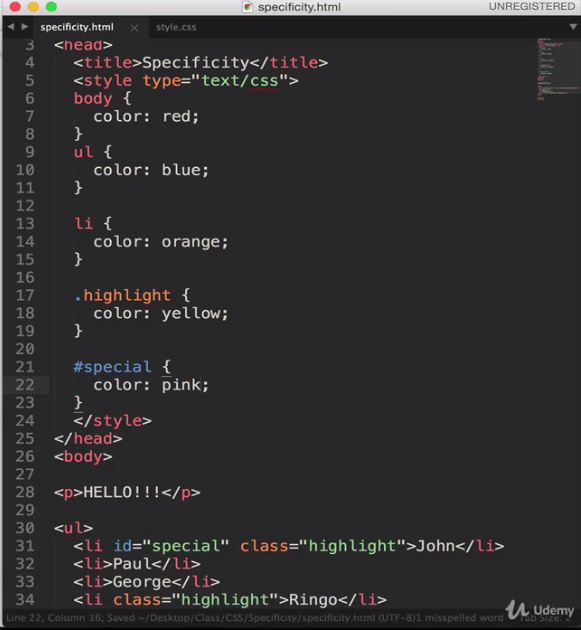 specificity.html
UNREGISTERED
specificity.html
style.css
3 <head>
4 <title>Specificity</title>
5 <style type="text/css">
6 body {
7 color: red;
8 }
9 ul {
10 color: blue;
11 }
12
13 li {
14 color: orange;
15 }
16
17 .highlight {
18 color: yellow;
19 }
20
21 #special {
22 color: pink;
23 }
24 </style>
25 </head>
26 <body>
27
28 <p>HELLO!!!</p>
29
30 <ul>
31 <li id="special" class="highlight">John</li>
32 <li>Paul</li>
33 <li>George</li>
34 <li class="highlight">Ringo</li>
Line 22, Column 16; Saved ~/Desktop/Class/CSS/Specificity/specificity.html (UTF-8) 1 misspelled word
Tab Size: 2
Udemy